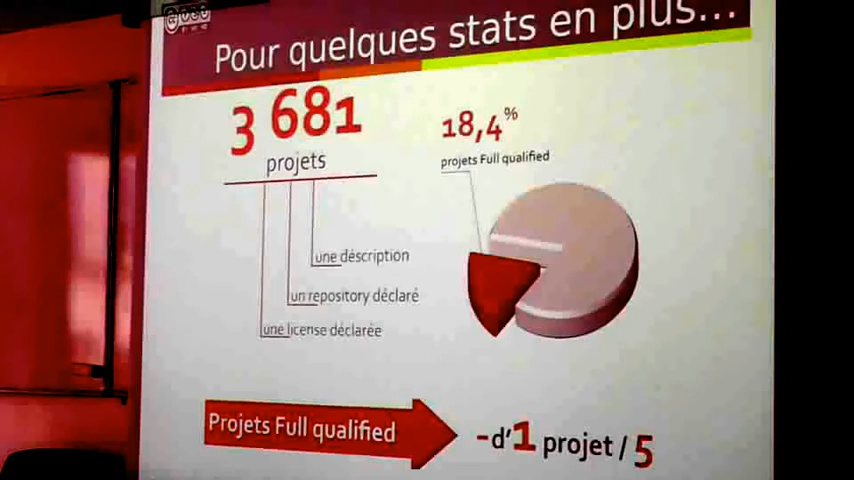 Pour quelques stats en plus...
3 681
projets
18,4%
projets Full qualified
une déscription
un repository déclaré
une license déclarée
Projets Full qualified
-d'1 projet / 5